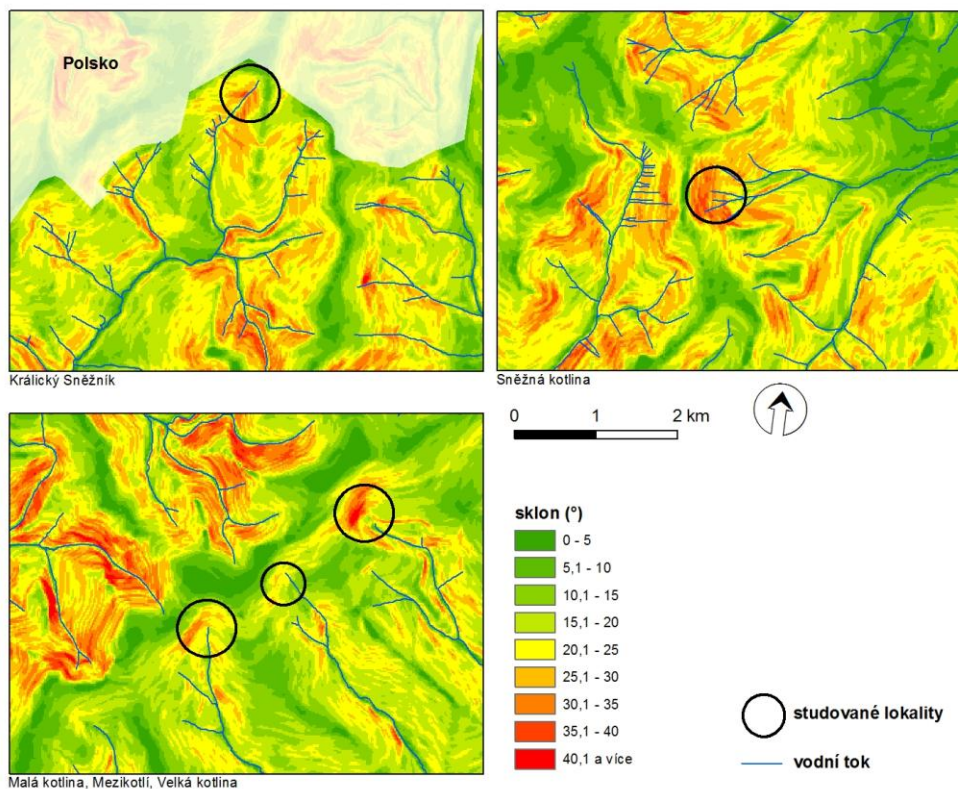 Polsko
Králický Sněžník
Sněžná kotlina
0 1 2 km
sklon (°)
0 - 5
5,1 - 10
10,1 - 15
15,1 - 20
20,1 - 25
25,1 - 30
30,1 - 35
35,1 - 40
40,1 a více
studované lokality
vodní tok
Malá kotlina, Mezikotlí, Velká kotlina